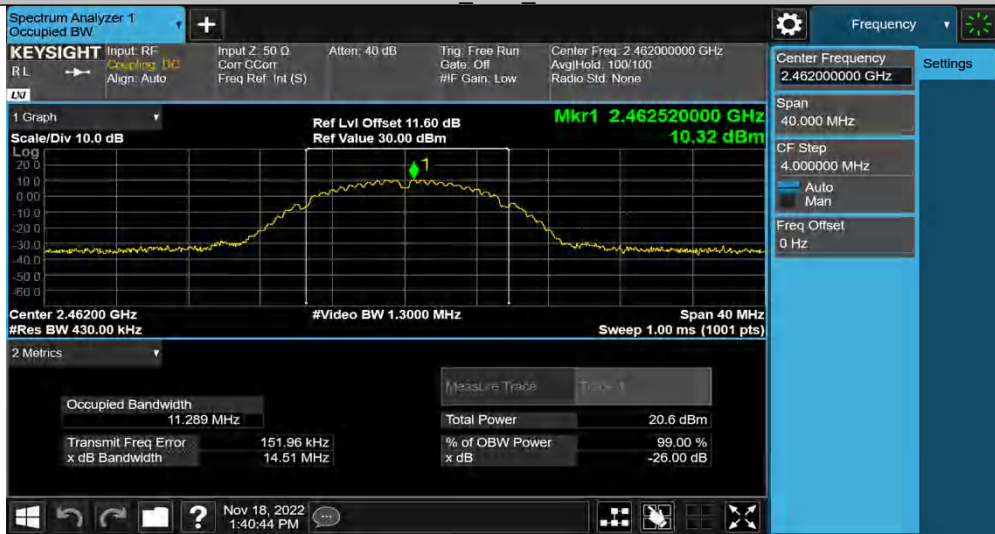 Spectrum Analyzer 1
Occupied BW
+
Frequency
KEYSIGHT
RL
LXI
Input: RF
Coupling: DC
Align: Auto
Input Z: 50 Ω
Corr CCorr
Freq Ref: Int (S)
Atten: 40 dB
Trig: Free Run
Gate: Off
#IF Gain: Low
Center Freq: 2.462000000 GHz
Avg|Hold: 100/100
Radio Std: None
Center Frequency
2.462000000 GHz
Settings
Span
40.000 MHz
CF Step
4.000000 MHz
Auto
Man
Freq Offset
0 Hz
1 Graph
Scale/Div 10.0 dB
Ref Lvl Offset 11.60 dB
Ref Value 30.00 dBm
Mkr1 2.462520000 GHz
10.32 dBm
Log
20.0
10.0
0.00
-10.0
-20.0
-30.0
-40.0
-50.0
-60.0
1
Center 2.46200 GHz
#Res BW 430.00 kHz
#Video BW 1.3000 MHz
Span 40 MHz
Sweep 1.00 ms (1001 pts)
2 Metrics
Measure Trace
Trace 1
Occupied Bandwidth
11.289 MHz
Total Power
20.6 dBm
Transmit Freq Error
151.96 kHz
% of OBW Power
99.00 %
x dB Bandwidth
14.51 MHz
x dB
-26.00 dB
?
Nov 18, 2022
1:40:44 PM